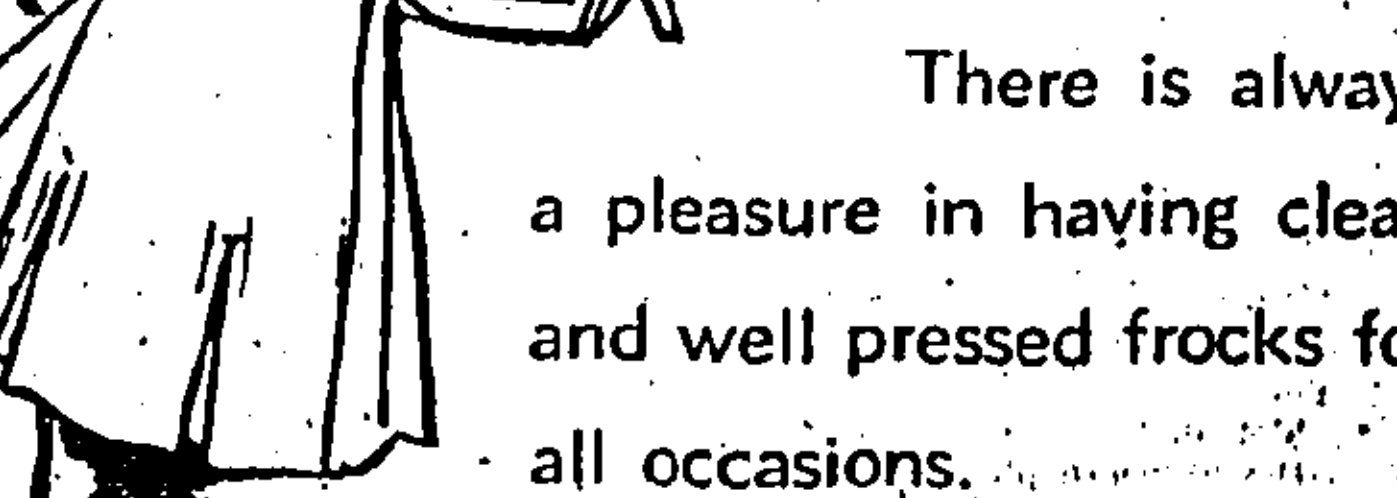 There is alway
a pleasure in having clea
and well pressed frocks fo
all occasions.